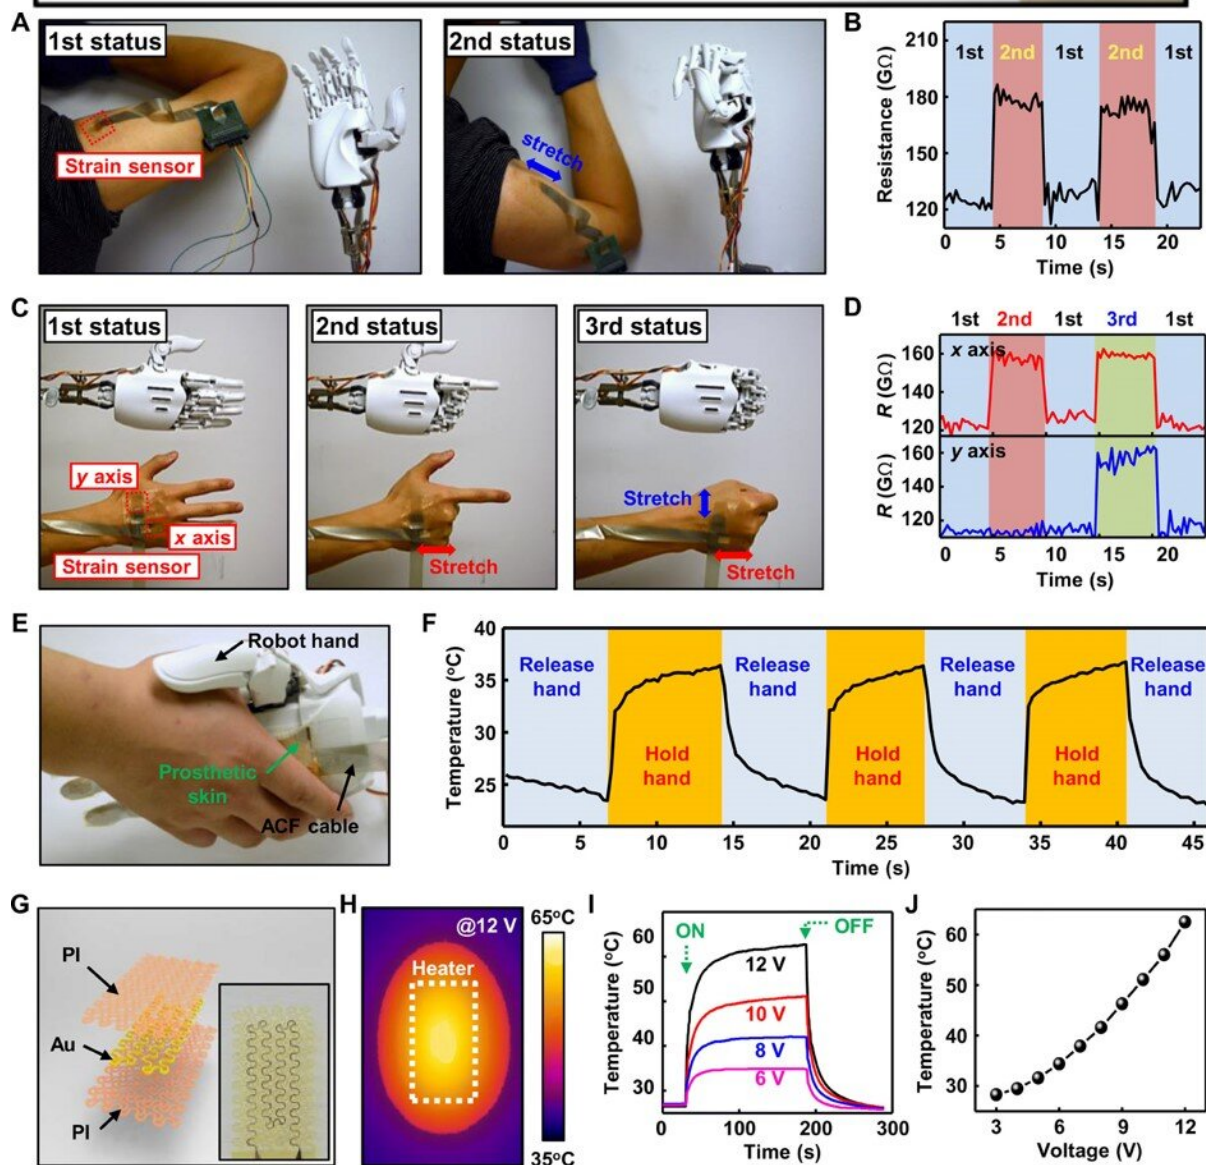 A
1st status
Strain sensor
2nd status
stretch
B
Resistance (GΩ)
210
180
150
120
1st
2nd
1st
2nd
1st
0
5
10
15
20
Time (s)
C
1st status
y axis
x axis
Strain sensor
2nd status
Stretch
3rd status
Stretch
Stretch
D
1st
2nd
1st
3rd
1st
x axis
R (GΩ)
160
140
120
y axis
R (GΩ)
160
120
0
5
10
15
20
Time (s)
E
Robot hand
Prosthetic
skin
ACF cable
F
Temperature (°C)
40
35
30
25
Release
hand
Hold
hand
Release
hand
Hold
hand
Release
hand
Hold
hand
Release
hand
0
5
10
15
20
25
30
35
40
45
Time (s)
G
PI
Au
PI
H
@12 V
Heater
65°C
35°C
I
Temperature (°C)
60
50
40
30
ON
OFF
12 V
10 V
8 V
6 V
0
100
200
300
Time (s)
J
Temperature (°C)
60
50
40
30
3
6
9
12
Voltage (V)